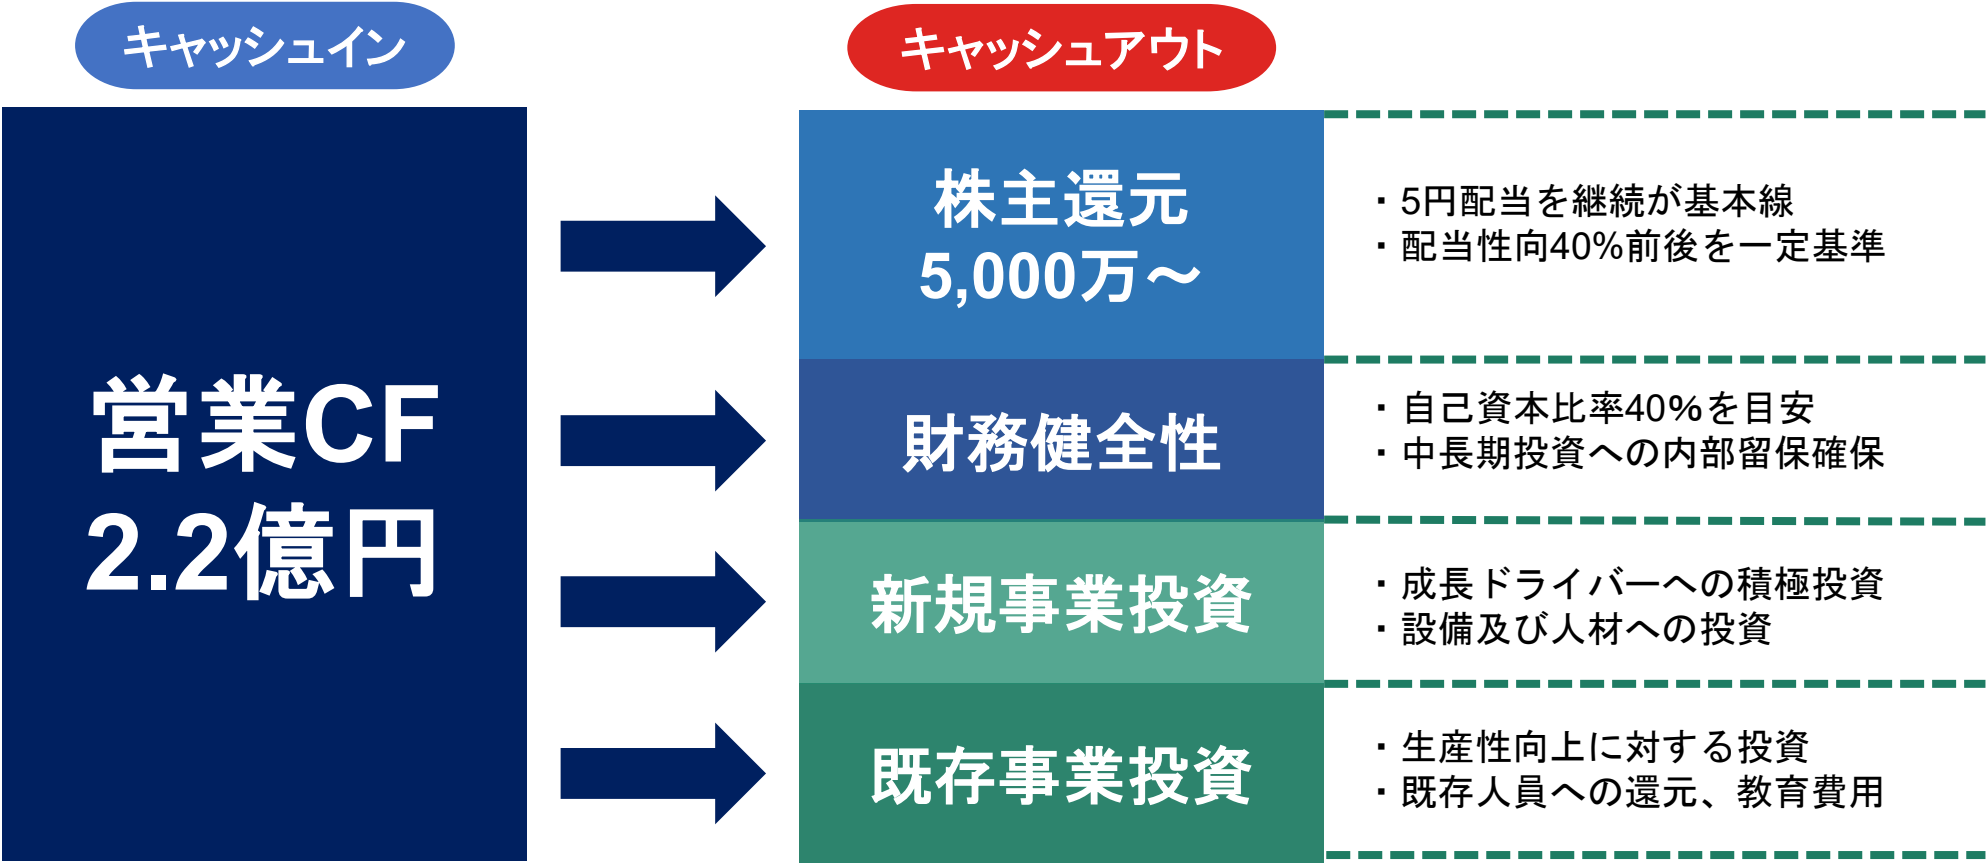 キャッシュイン
キャッシュアウト
営業CF
2.2億円
株主還元
5,000万～
・5円配当を継続が基本線
・配当性向40%前後を一定基準
財務健全性
・自己資本比率40%を目安
・中長期投資への内部留保確保
新規事業投資
・成長ドライバーへの積極投資
・設備及び人材への投資
既存事業投資
・生産性向上に対する投資
・既存人員への還元、教育費用